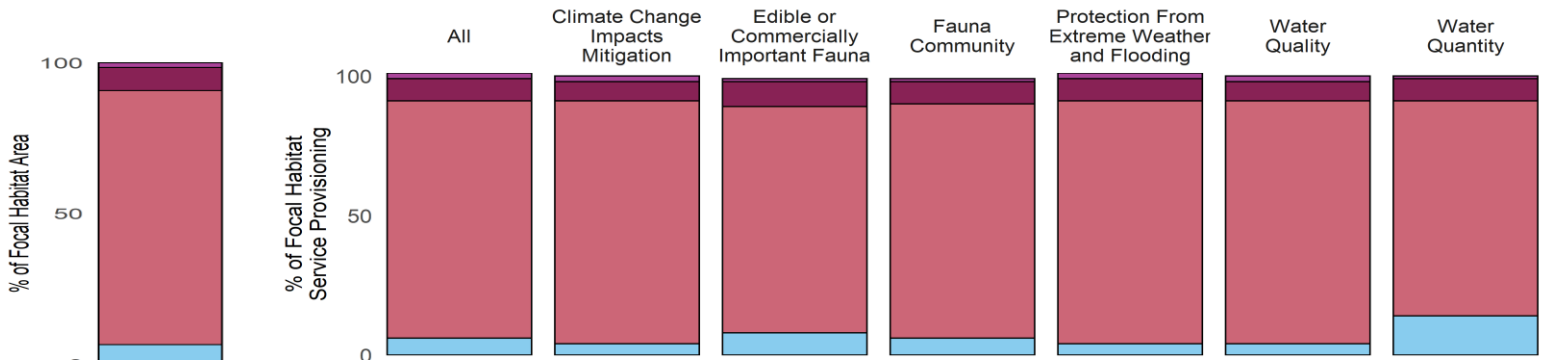 % of Focal Habitat Area
100
50
% of Focal Habitat
Service Provisioning
100
50
0
All
Climate Change
Impacts
Mitigation
Edible or
Commercially
Important Fauna
Fauna
Community
Protection From
Extreme Weather
and Flooding
Water
Quality
Water
Quantity